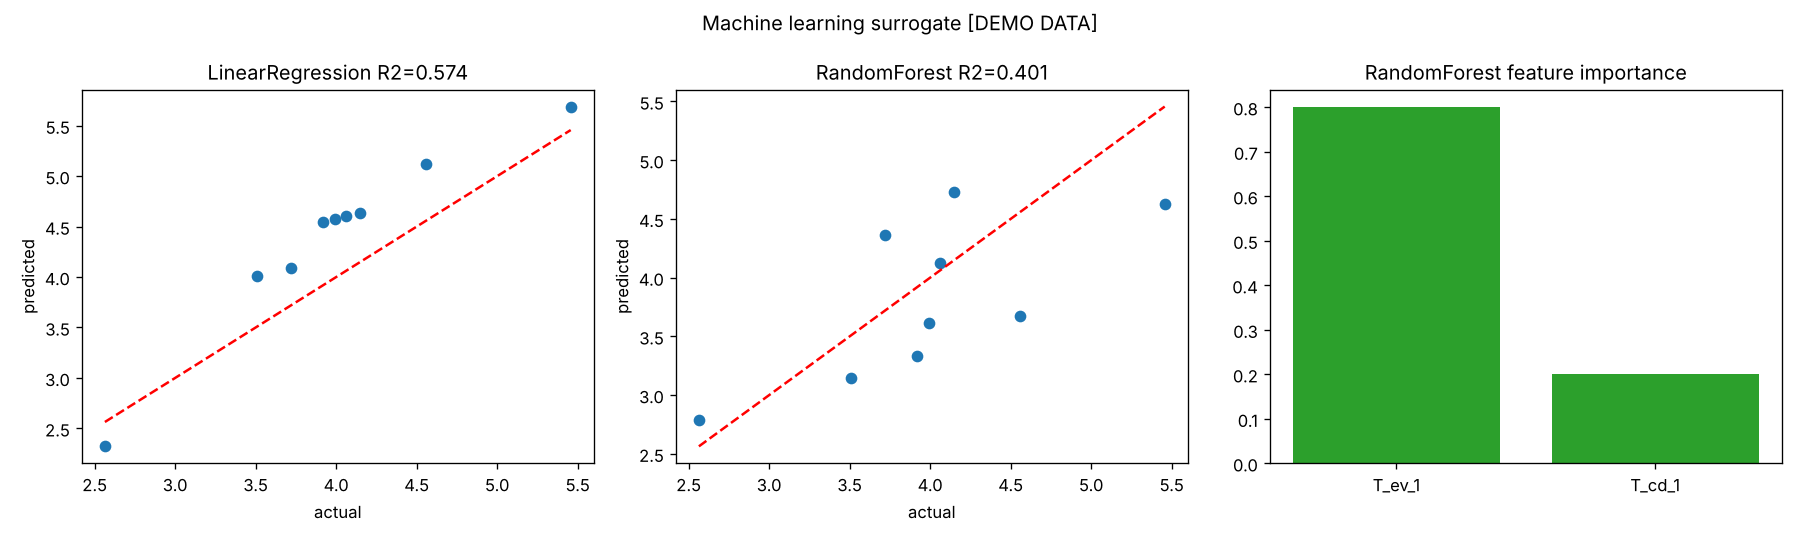 Machine learning surrogate [DEMO DATA]
LinearRegression R2=0.574
5.5
5.0
4.5
4.0
3.5
3.0
2.5
predicted
2.5 3.0 3.5 4.0 4.5 5.0 5.5
actual
RandomForest R2=0.401
5.5
5.0
4.5
4.0
3.5
3.0
2.5
predicted
2.5 3.0 3.5 4.0 4.5 5.0 5.5
actual
RandomForest feature importance
0.8
0.7
0.6
0.5
0.4
0.3
0.2
0.1
0.0
T_ev_1 T_cd_1